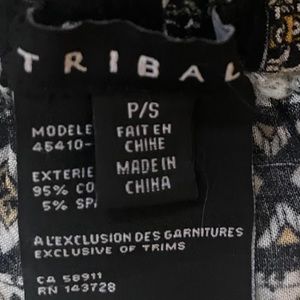 TRIBAL
P/S
FAIT EN
CHINE
MADE IN
CHINA
MODELE
45410-
EXTERIE
95% CO
5% SPA
A L'EXCLUSION DES GARNITURES
EXCLUSIVE OF TRIMS
CA 58911
RN 143728